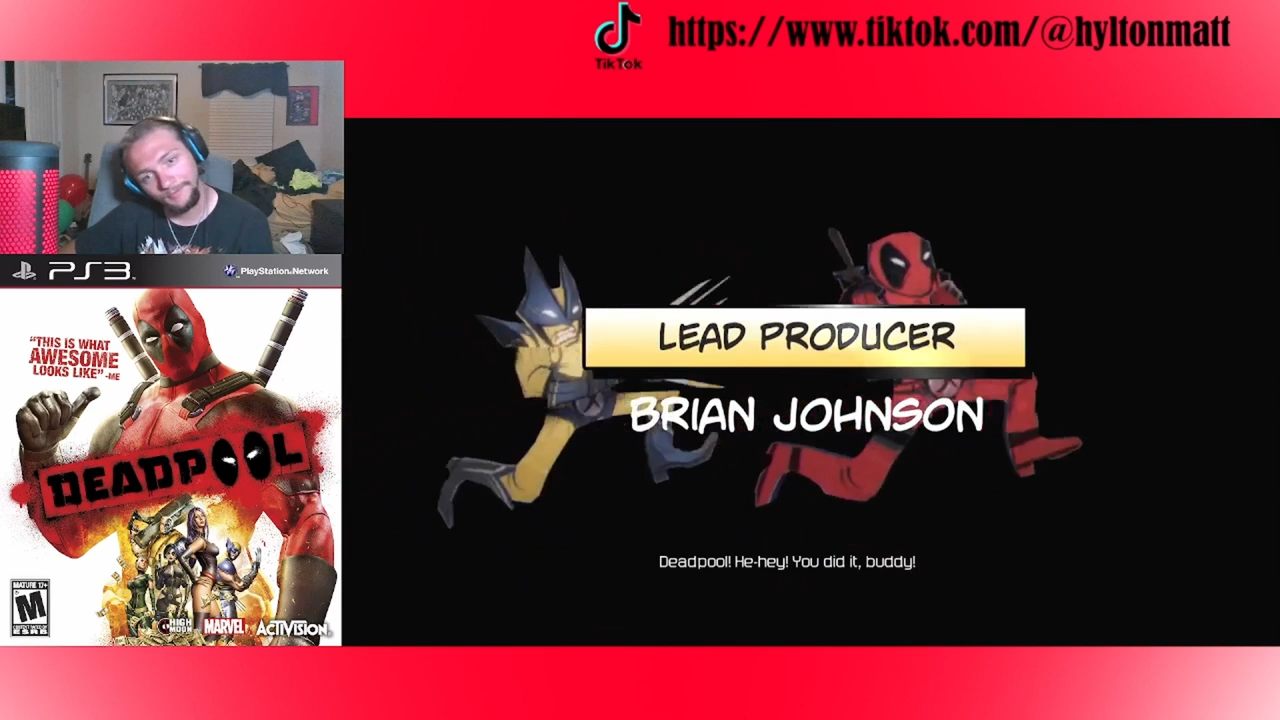 TikTok
https://www.tiktok.com/@hyltonmatt
PS3
PlayStation Network
"THIS IS WHAT
AWESOME
LOOKS LIKE" -ME
DEADPOOL
MATURE 17+
M
ESRB
HIGH
MOON
MARVEL
ACTIVISION
LEAD PRODUCER
BRIAN JOHNSON
Deadpool! He-hey! You did it, buddy!